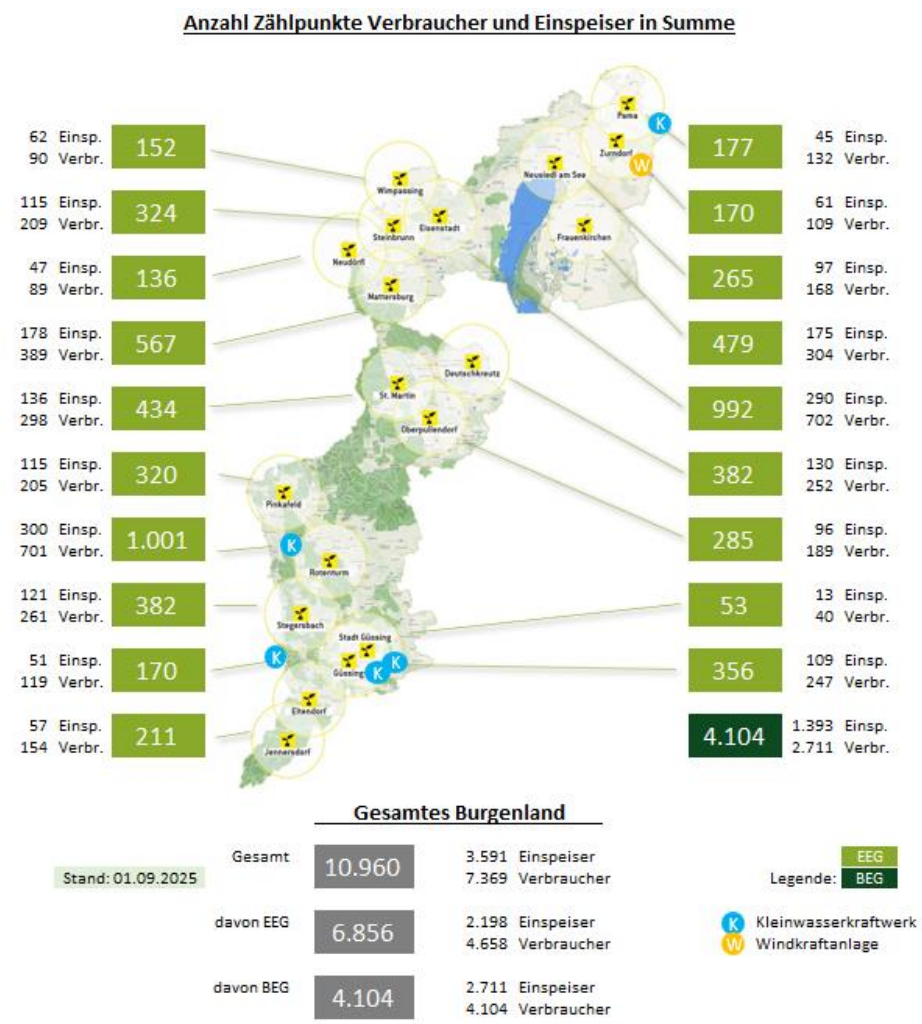 Anzahl Zählpunkte Verbraucher und Einspeiser in Summe
62 Einsp.
90 Verbr.
152
115 Einsp.
209 Verbr.
324
47 Einsp.
89 Verbr.
136
178 Einsp.
389 Verbr.
567
136 Einsp.
298 Verbr.
434
115 Einsp.
205 Verbr.
320
300 Einsp.
701 Verbr.
1.001
121 Einsp.
261 Verbr.
382
51 Einsp.
119 Verbr.
170
57 Einsp.
154 Verbr.
211
Pama
K
Zurndorf
W
Neusiedl am See
Wimpassing
Eisenstadt
Steinbrunn
Frauenkirchen
Neudörfl
Mattersburg
Deutschkreutz
St. Martin
Oberpullendorf
Pinkafeld
K
Rotenturm
Stegersbach
Stadt Güssing
K
Güssing
K
K
Eltendorf
Jennersdorf
177
45 Einsp.
132 Verbr.
170
61 Einsp.
109 Verbr.
265
97 Einsp.
168 Verbr.
479
175 Einsp.
304 Verbr.
992
290 Einsp.
702 Verbr.
382
130 Einsp.
252 Verbr.
285
96 Einsp.
189 Verbr.
53
13 Einsp.
40 Verbr.
356
109 Einsp.
247 Verbr.
4.104
1.393 Einsp.
2.711 Verbr.
Gesamtes Burgenland
Stand: 01.09.2025
Gesamt
10.960
3.591 Einspeiser
7.369 Verbraucher
davon EEG
6.856
2.198 Einspeiser
4.658 Verbraucher
davon BEG
4.104
2.711 Einspeiser
4.104 Verbraucher
Legende:
EEG
BEG
K Kleinwasserkraftwerk
W Windkraftanlage